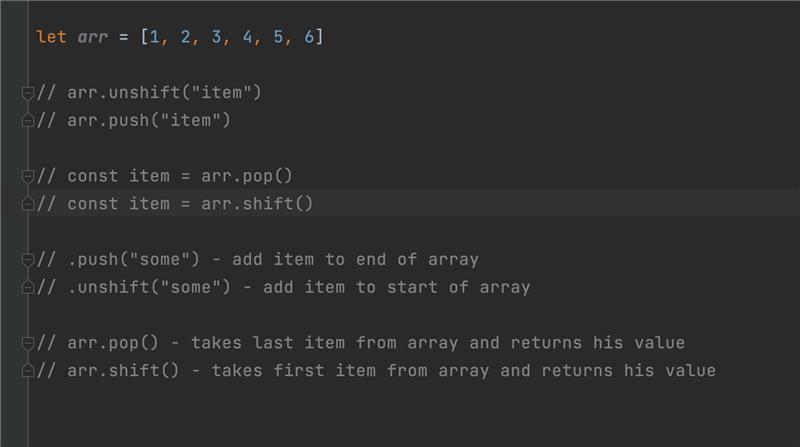 let arr = [1, 2, 3, 4, 5, 6]
// arr.unshift("item")
// arr.push("item")
// const item = arr.pop()
// const item = arr.shift()
// .push("some") - add item to end of array
// .unshift("some") - add item to start of array
// arr.pop() - takes last item from array and returns his value
// arr.shift() - takes first item from array and returns his value